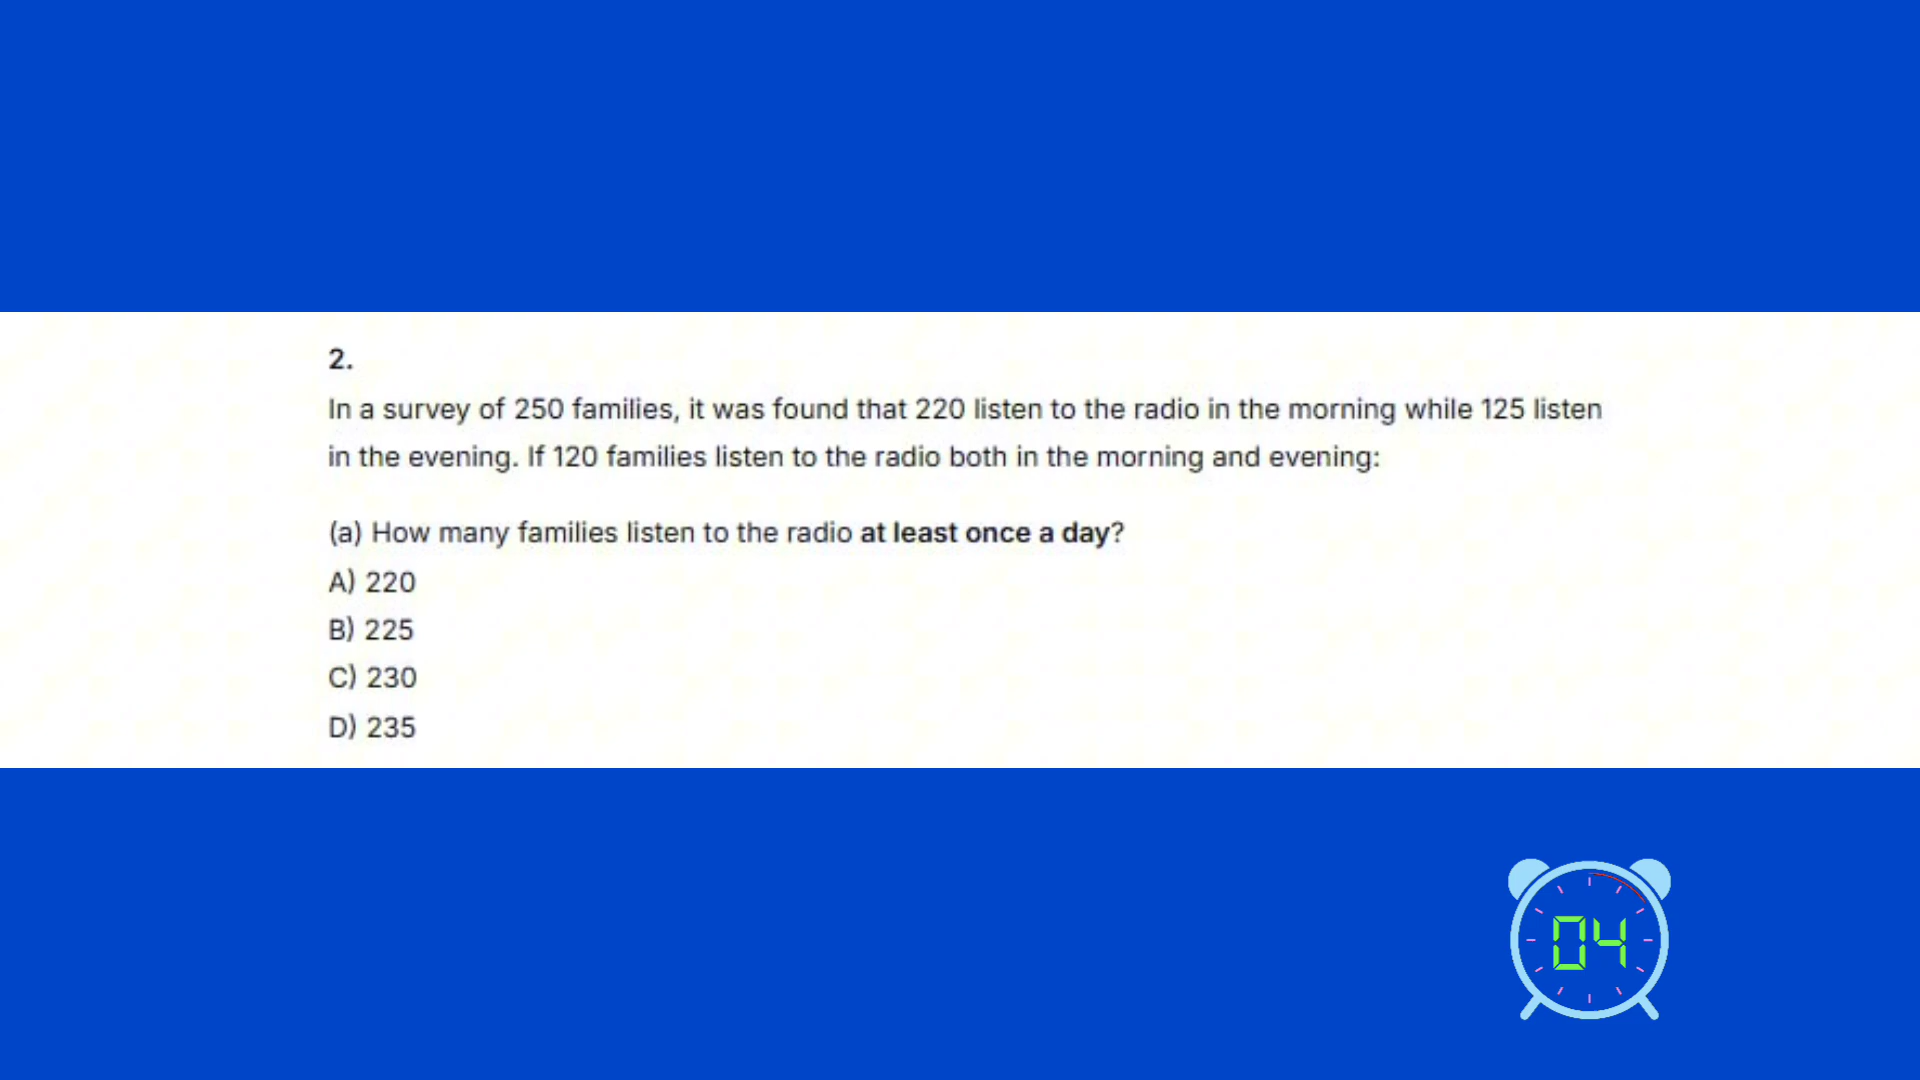 2.
In a survey of 250 families, it was found that 220 listen to the radio in the morning while 125 listen
in the evening. If 120 families listen to the radio both in the morning and evening:
(a) How many families listen to the radio at least once a day?
A) 220
B) 225
C) 230
D) 235
04